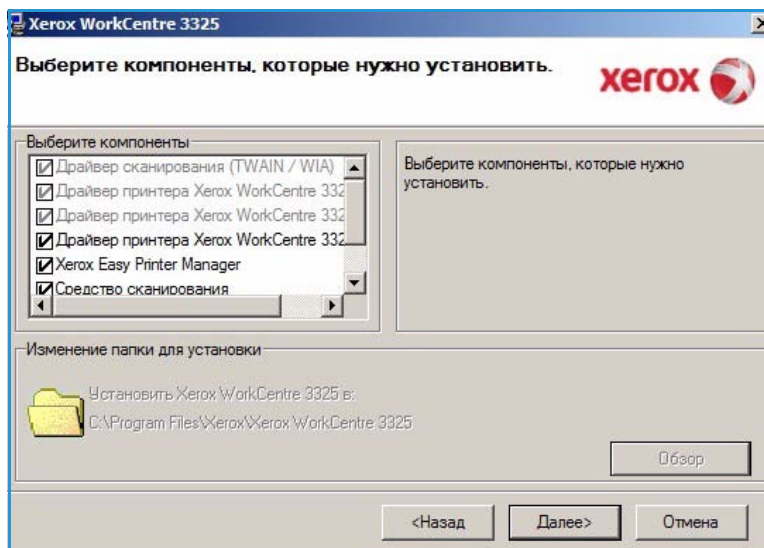 Xerox WorkCentre 3325
Выберите компоненты, которые нужно установить.
xerox
Выберите компоненты
Драйвер сканирования (TWAIN / WIA)
Драйвер принтера Xerox WorkCentre 332
Драйвер принтера Xerox WorkCentre 332
Драйвер принтера Xerox WorkCentre 332
Xerox Easy Printer Manager
Средство сканирования
Выберите компоненты, которые нужно
установить.
Изменение папки для установки
Установить Xerox WorkCentre 3325 в:
C:\Program Files\Xerox\Xerox WorkCentre 3325
Обзор
<Назад
Далее>
Отмена